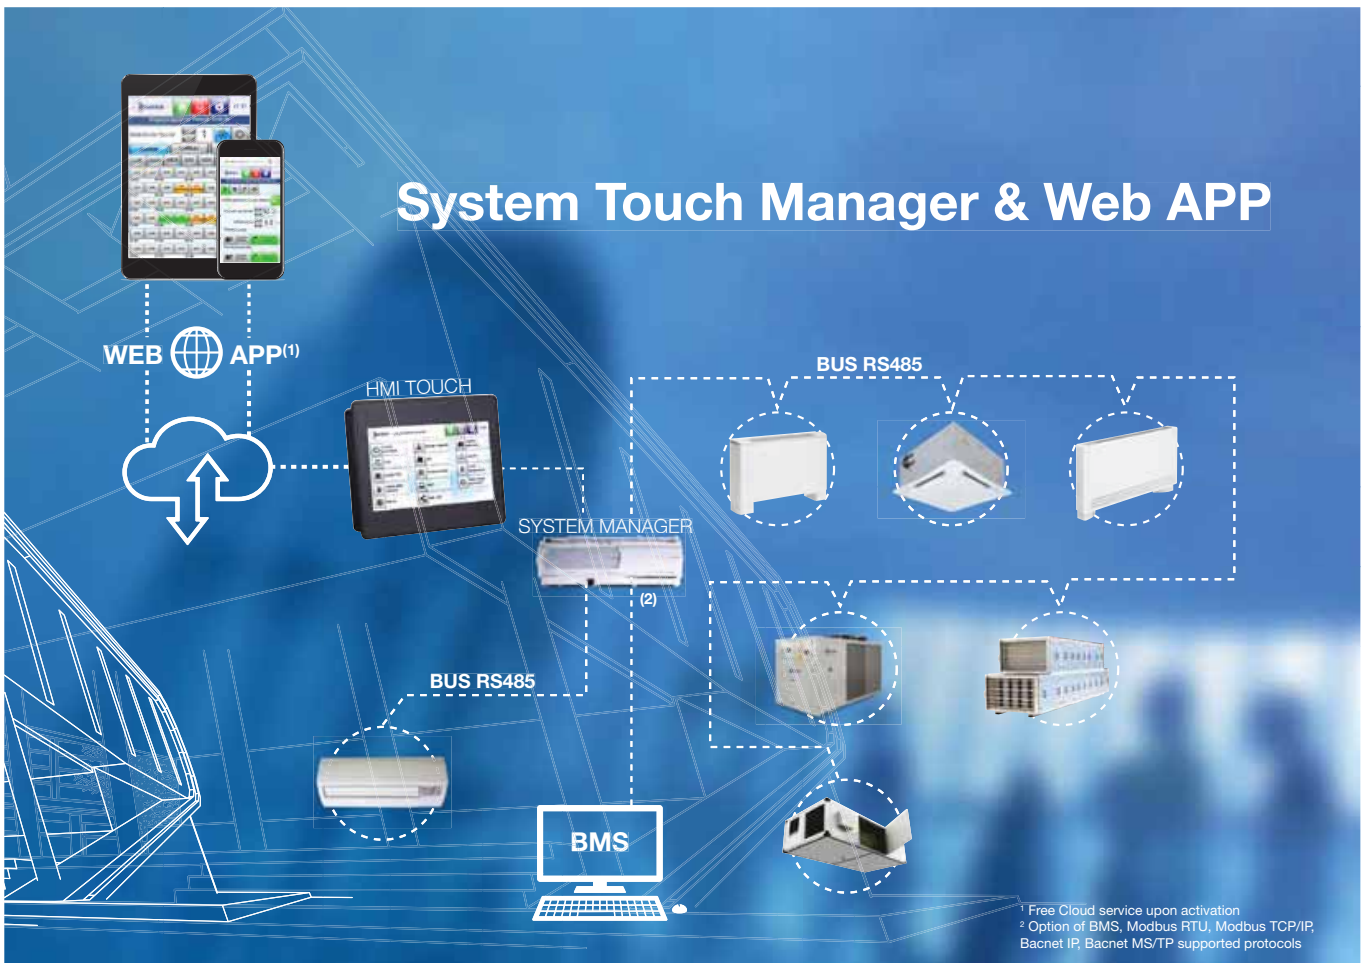 System Touch Manager & Web APP
WEB APP(1)
HMI TOUCH
BUS RS485
SYSTEM MANAGER
(2)
BUS RS485
BMS
1 Free Cloud service upon activation
2 Option of BMS, Modbus RTU, Modbus TCP/IP,
Bacnet IP, Bacnet MS/TP supported protocols